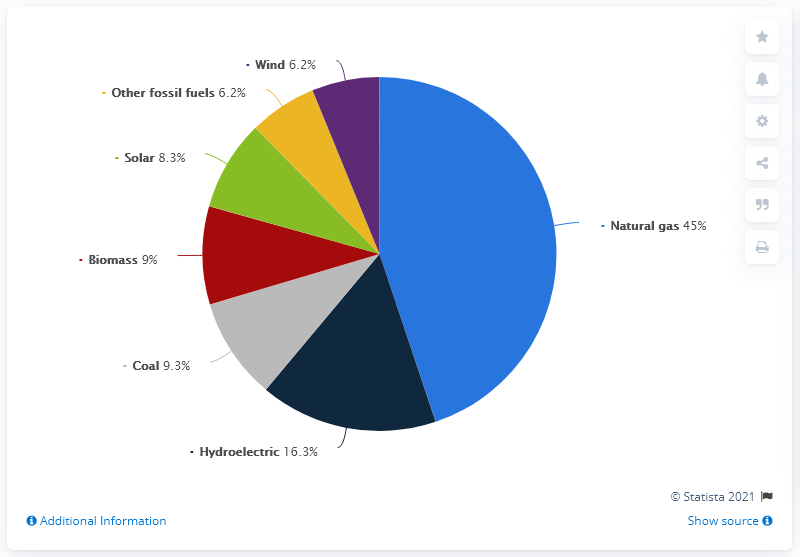 Wind 6.2%
Other fossil fuels 6.2%
Solar 8.3%
Natural gas 45%
Biomass 9%
Coal 9.3%
Hydroelectric 16.3%
© Statista 2021
Additional Information
Show source